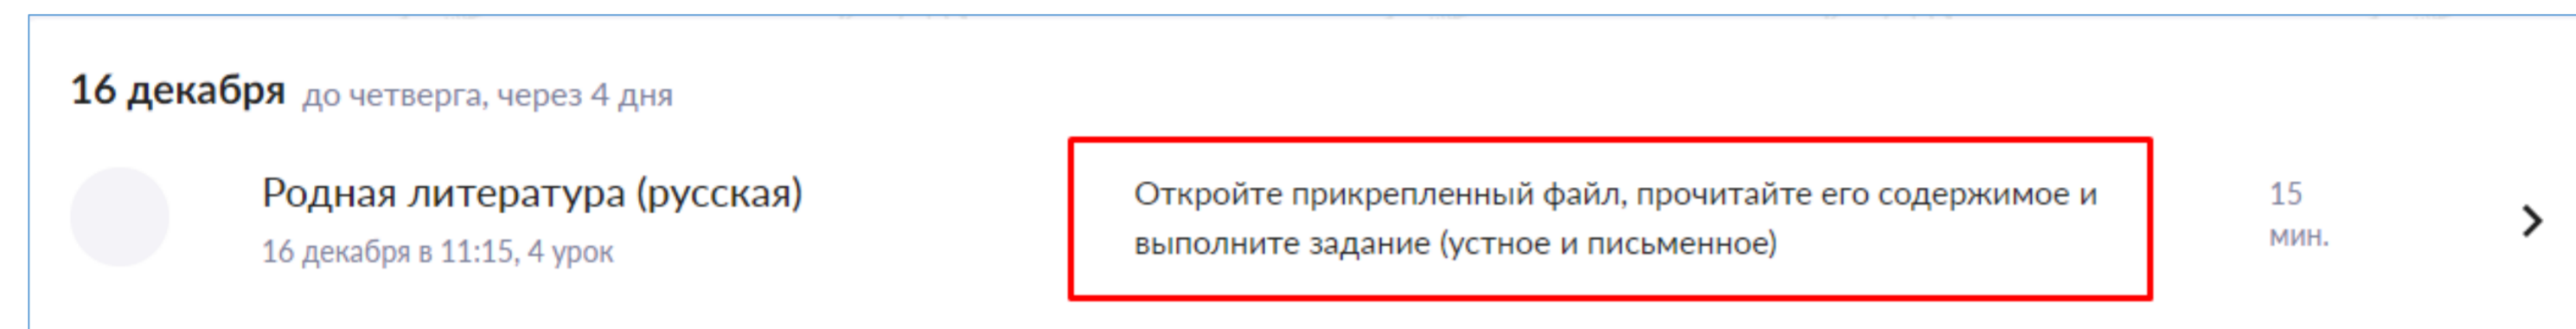 16 декабря до четверга, через 4 дня
Родная литература (русская)
16 декабря в 11:15, 4 урок
Откройте прикрепленный файл, прочитайте его содержимое и
выполните задание (устное и письменное)
15
мин.